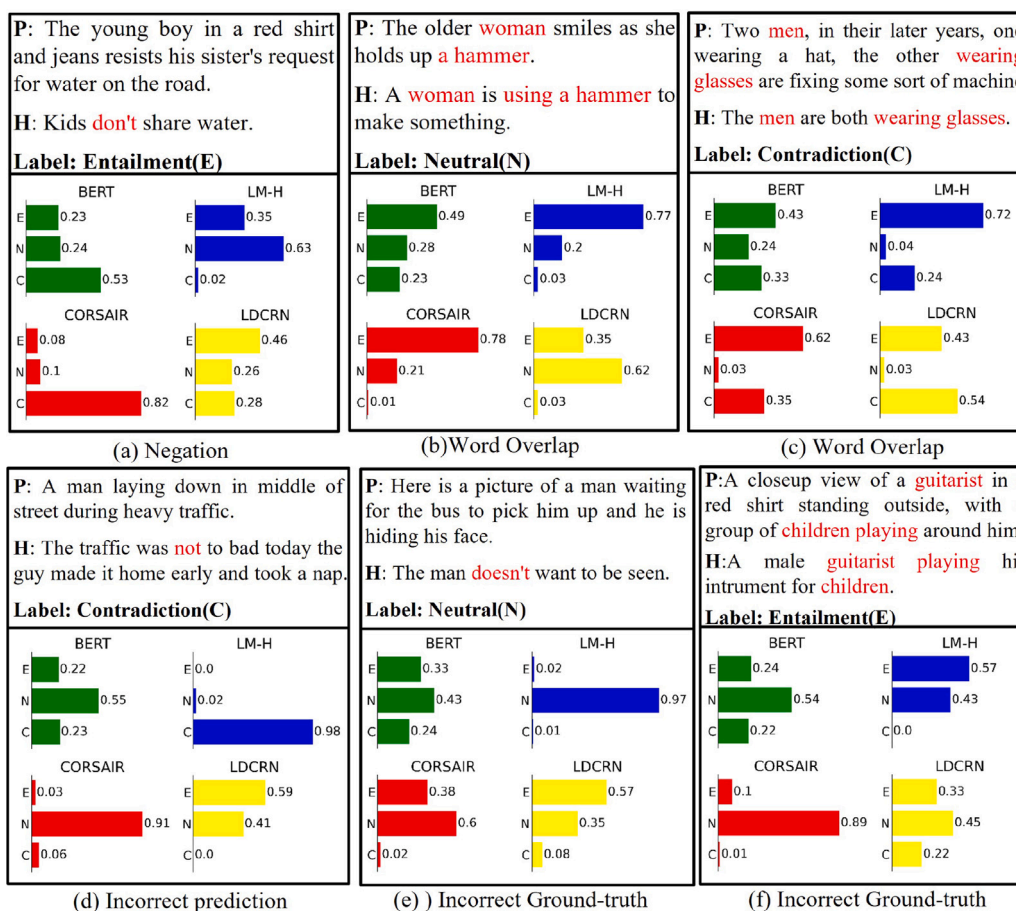 P: The young boy in a red shirt
and jeans resists his sister's request
for water on the road.
H: Kids don't share water.
Label: Entailment(E)
BERT
E 0.23
N 0.24
C 0.53
LM-H
0.35
0.63
C 0.02
CORSAIR
E 0.08
N 0.1
C 0.82
LDCRN
0.46
0.26
0.28
(a) Negation
P: The older woman smiles as she
holds up a hammer.
H: A woman is using a hammer to
make something.
Label: Neutral(N)
BERT
E 0.49
N 0.28
C 0.23
LM-H
E 0.77
N 0.2
C 0.03
CORSAIR
E 0.78
N 0.21
C 0.01
LDCRN
E 0.35
N 0.62
C 0.03
(b)Word Overlap
P: Two men, in their later years, one
wearing a hat, the other wearing
glasses are fixing some sort of machine
H: The men are both wearing glasses.
Label: Contradiction(C)
BERT
E 0.43
N 0.24
C 0.33
LM-H
E 0.72
N 0.04
C 0.24
CORSAIR
E 0.62
N 0.03
C 0.35
LDCRN
E 0.43
N 0.03
C 0.54
(c) Word Overlap
P: A man laying down in middle of
street during heavy traffic.
H: The traffic was not to bad today the
guy made it home early and took a nap.
Label: Contradiction(C)
BERT
E 0.22
N 0.55
C 0.23
LM-H
E 0.0
N 0.02
C 0.98
CORSAIR
E 0.03
N 0.91
C 0.06
LDCRN
E 0.59
N 0.41
C 0.0
(d) Incorrect prediction
P: Here is a picture of a man waiting
for the bus to pick him up and he is
hiding his face.
H: The man doesn't want to be seen.
Label: Neutral(N)
BERT
E 0.33
N 0.43
C 0.24
LM-H
E 0.02
N 0.97
C 0.01
CORSAIR
E 0.38
N 0.6
C 0.02
LDCRN
E 0.57
N 0.35
C 0.08
(e) ) Incorrect Ground-truth
P:A closeup view of a guitarist in
red shirt standing outside, with
group of children playing around him
H:A male guitarist playing hi
intrument for children.
Label: Entailment(E)
BERT
E 0.24
N 0.54
C 0.22
LM-H
E 0.57
N 0.43
C 0.0
CORSAIR
E 0.1
N 0.89
C 0.01
LDCRN
E 0.33
N 0.45
C 0.22
(f) Incorrect Ground-truth